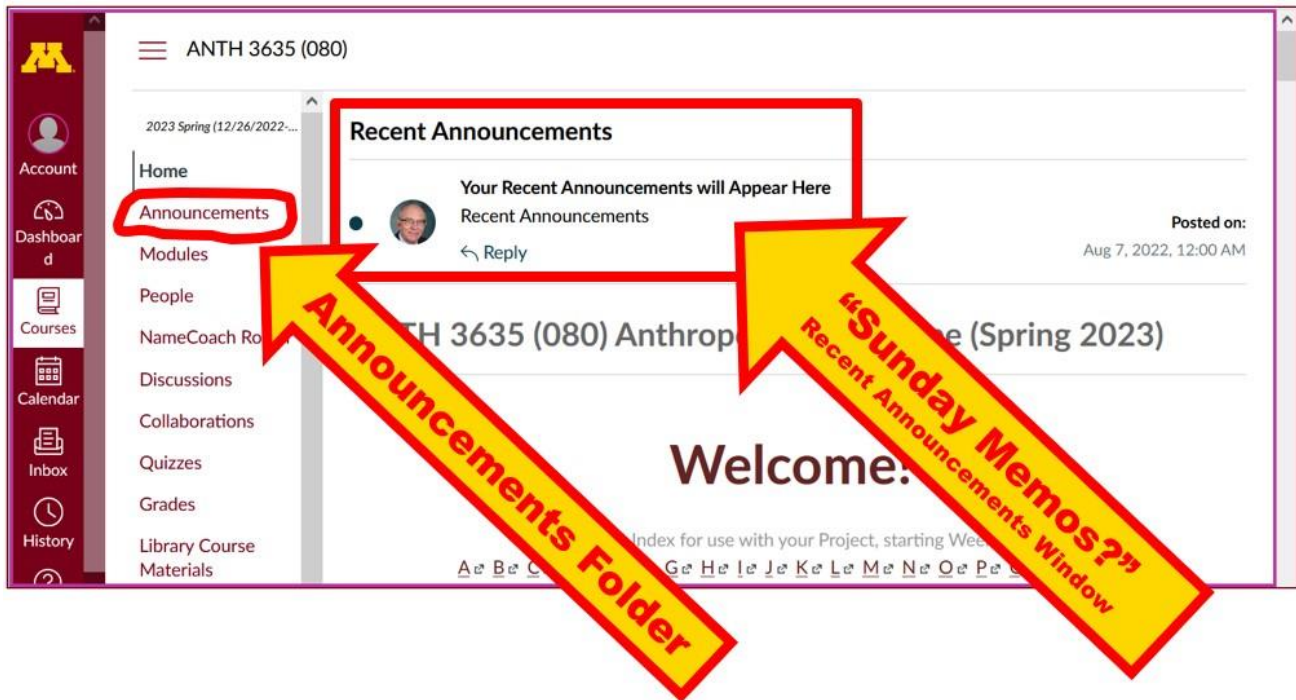 M
ANTH 3635 (080)
Account
Dashboar
d
Courses
Calendar
Inbox
History
2023 Spring (12/26/2022-...
Home
Announcements
Modules
People
NameCoach Ro
Discussions
Collaborations
Quizzes
Grades
Library Course
Materials
Recent Announcements
Your Recent Announcements will Appear Here
Recent Announcements
Reply
Posted on:
Aug 7, 2022, 12:00 AM
TH 3635 (080) Anthrop e (Spring 2023)
Welcome!
Index for use with your Project, starting Wee
A B C G H I J K L M N O P
Announcements Folder
“Sunday Memos?”
Recent Announcements Window